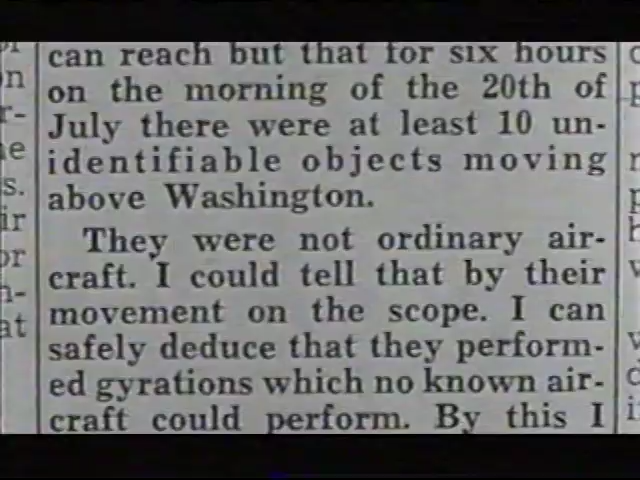 can reach but that for six hours
on the morning of the 20th of
July there were at least 10 un-
identifiable objects moving
above Washington.
They were not ordinary air-
craft. I could tell that by their
movement on the scope. I can
safely deduce that they perform-
ed gyrations which no known air-
craft could perform. By this I